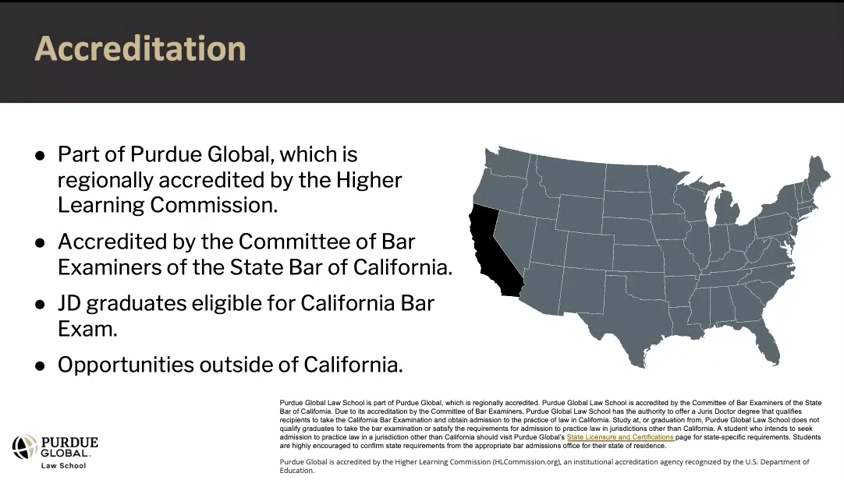 Accreditation
● Part of Purdue Global, which is
regionally accredited by the Higher
Learning Commission.
● Accredited by the Committee of Bar
Examiners of the State Bar of California.
● JD graduates eligible for California Bar
Exam.
● Opportunities outside of California.
Purdue Global Law School is part of Purdue Global, which is regionally accredited. Purdue Global Law School is accredited by the Committee of Bar Examiners of the State
Bar of California. Due to its accreditation by the Committee of Bar Examiners, Purdue Global Law School has the authority to offer a Juris Doctor degree that qualifies
recipients to take the California Bar Examination and obtain admission to the practice of law in California. Study at, or graduation from, Purdue Global Law School does not
qualify graduates to take the bar examination or satisfy the requirements for admission to practice law in jurisdictions other than California. A student who intends to seek
admission to practice law in a jurisdiction other than California should visit Purdue Global's State Licensure and Certifications page for state-specific requirements. Students
are highly encouraged to confirm state requirements from the appropriate bar admissions office for their state of residence.
Purdue Global is accredited by the Higher Learning Commission (HLCommission.org), an institutional accreditation agency recognized by the U.S. Department of
Education.
PURDUE
GLOBAL
Law School